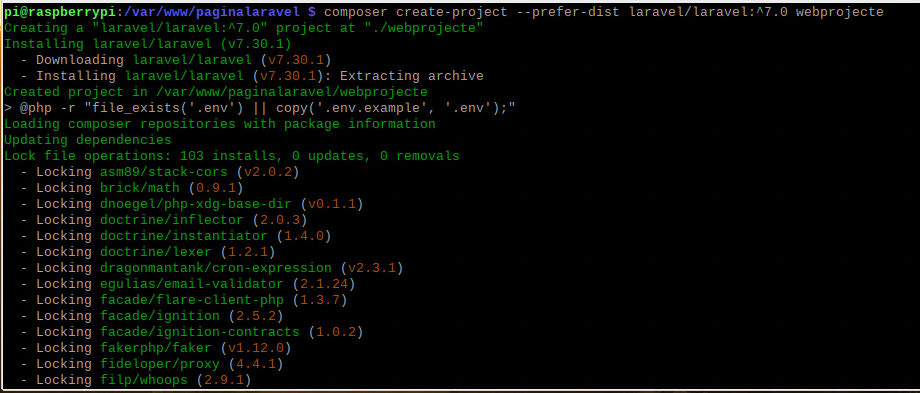 pi@raspberrypi:/var/www/paginalaravel $ composer create-project --prefer-dist laravel/laravel:^7.0 webprojecte
Creating a "laravel/laravel:^7.0" project at "./webprojecte"
Installing laravel/laravel (v7.30.1)
  - Downloading laravel/laravel (v7.30.1)
  - Installing laravel/laravel (v7.30.1): Extracting archive
Created project in /var/www/paginalaravel/webprojecte
> @php -r "file_exists('.env') || copy('.env.example', '.env');"
Loading composer repositories with package information
Updating dependencies
Lock file operations: 103 installs, 0 updates, 0 removals
  - Locking asm89/stack-cors (v2.0.2)
  - Locking brick/math (0.9.1)
  - Locking dnoegel/php-xdg-base-dir (v0.1.1)
  - Locking doctrine/inflector (2.0.3)
  - Locking doctrine/instantiator (1.4.0)
  - Locking doctrine/lexer (1.2.1)
  - Locking dragonmantank/cron-expression (v2.3.1)
  - Locking egulias/email-validator (2.1.24)
  - Locking facade/flare-client-php (1.3.7)
  - Locking facade/ignition (2.5.2)
  - Locking facade/ignition-contracts (1.0.2)
  - Locking fakerphp/faker (v1.12.0)
  - Locking fideloper/proxy (4.4.1)
  - Locking filp/whoops (2.9.1)